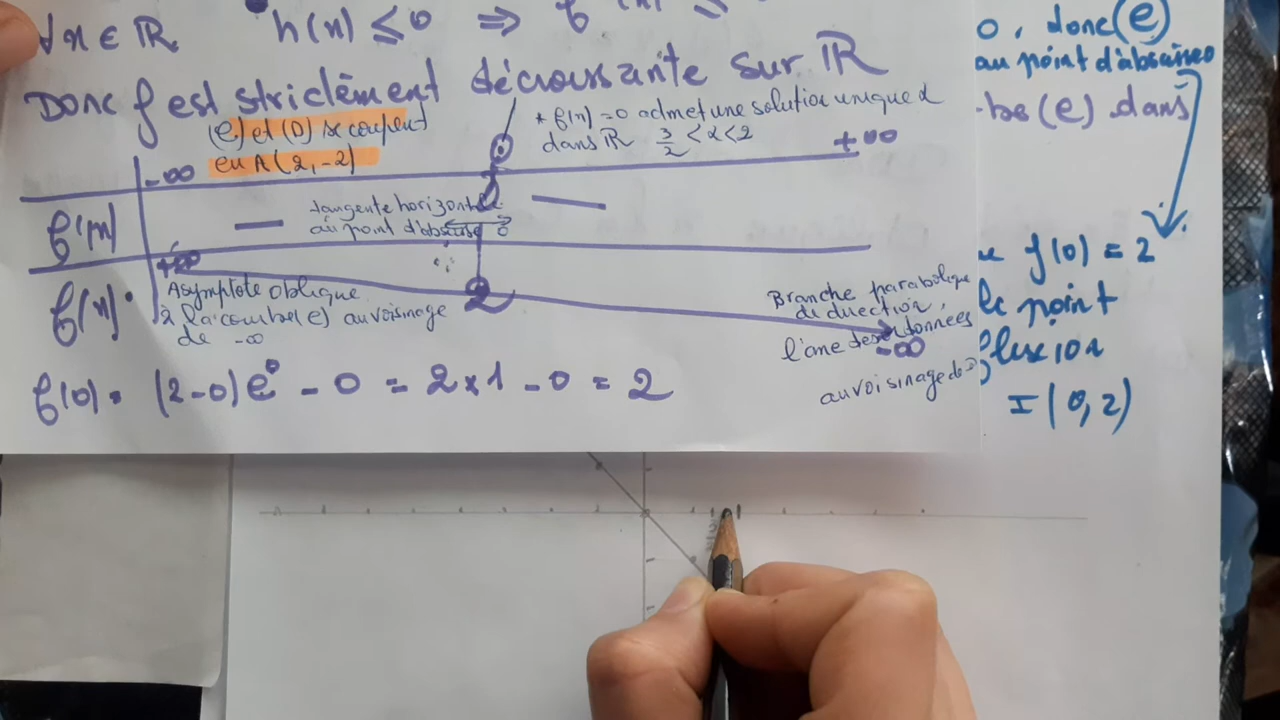 ∀x ∈ ℝ h(x) ≤ 0 ⇒
Donc f est strictement décroissante sur ℝ
(C) et (D) se coupent
en A(2,-2)
* f(x) = 0 admet une solution unique α
dans ℝ 3/2 < α < 2
-∞ 0 +∞
f'(x) — 0 —
tangente horizontale
au point d'abscisse 0
f(x) +∞ 2 -∞
Asymptote oblique
à la courbe (C) au voisinage
de -∞
Branche parabolique
de direction
l'axe des ordonnées
au voisinage de
f(0) = (2-0)e⁰ - 0 = 2×1 - 0 = 2
0, donc (C)
au point d'abscisse
(C) dans
f(0) = 2
le point
I(0,2)